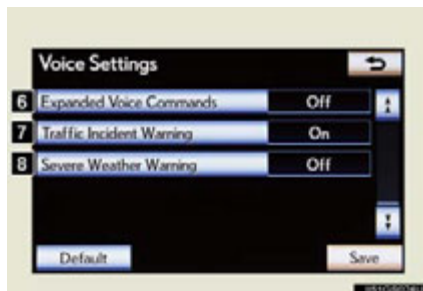 Voice Settings
6 Expanded Voice Commands Off
7 Traffic Incident Warning On
8 Severe Weather Warning Off
Default Save